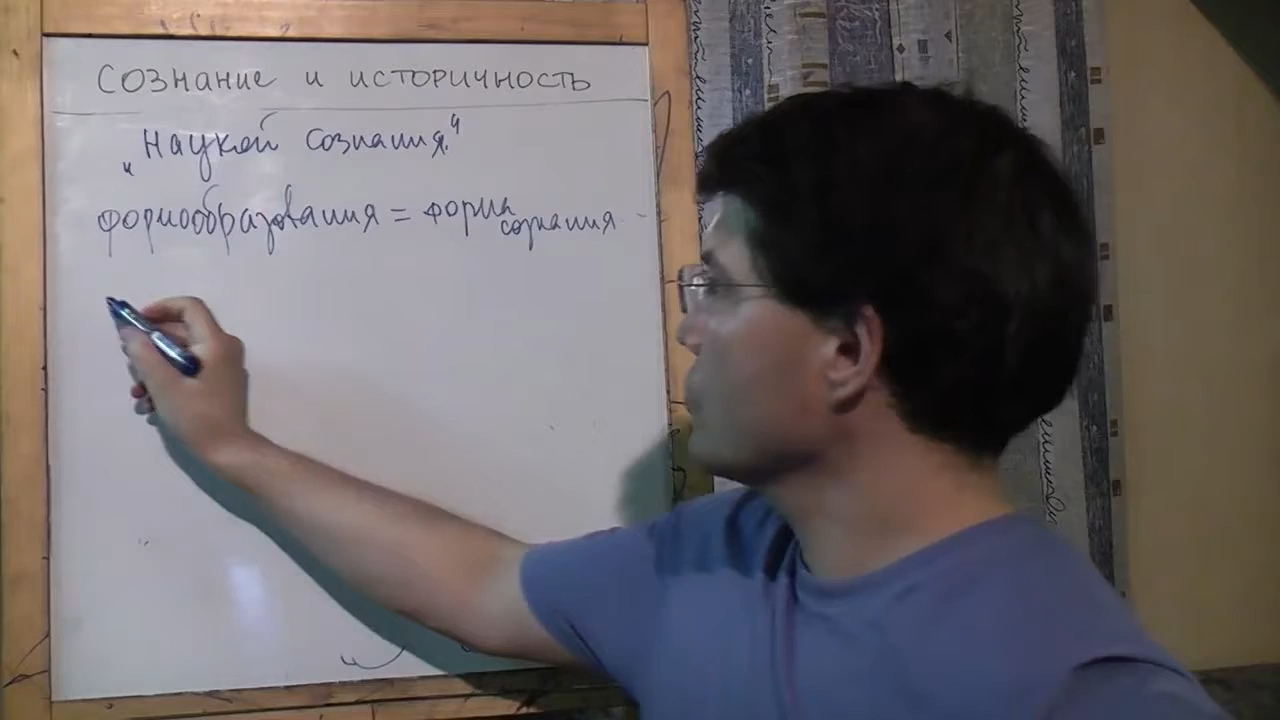 СОЗНАНИЕ И ИСТОРИЧНОСТЬ
„Наукой сознания“
формообразования = форма сознания